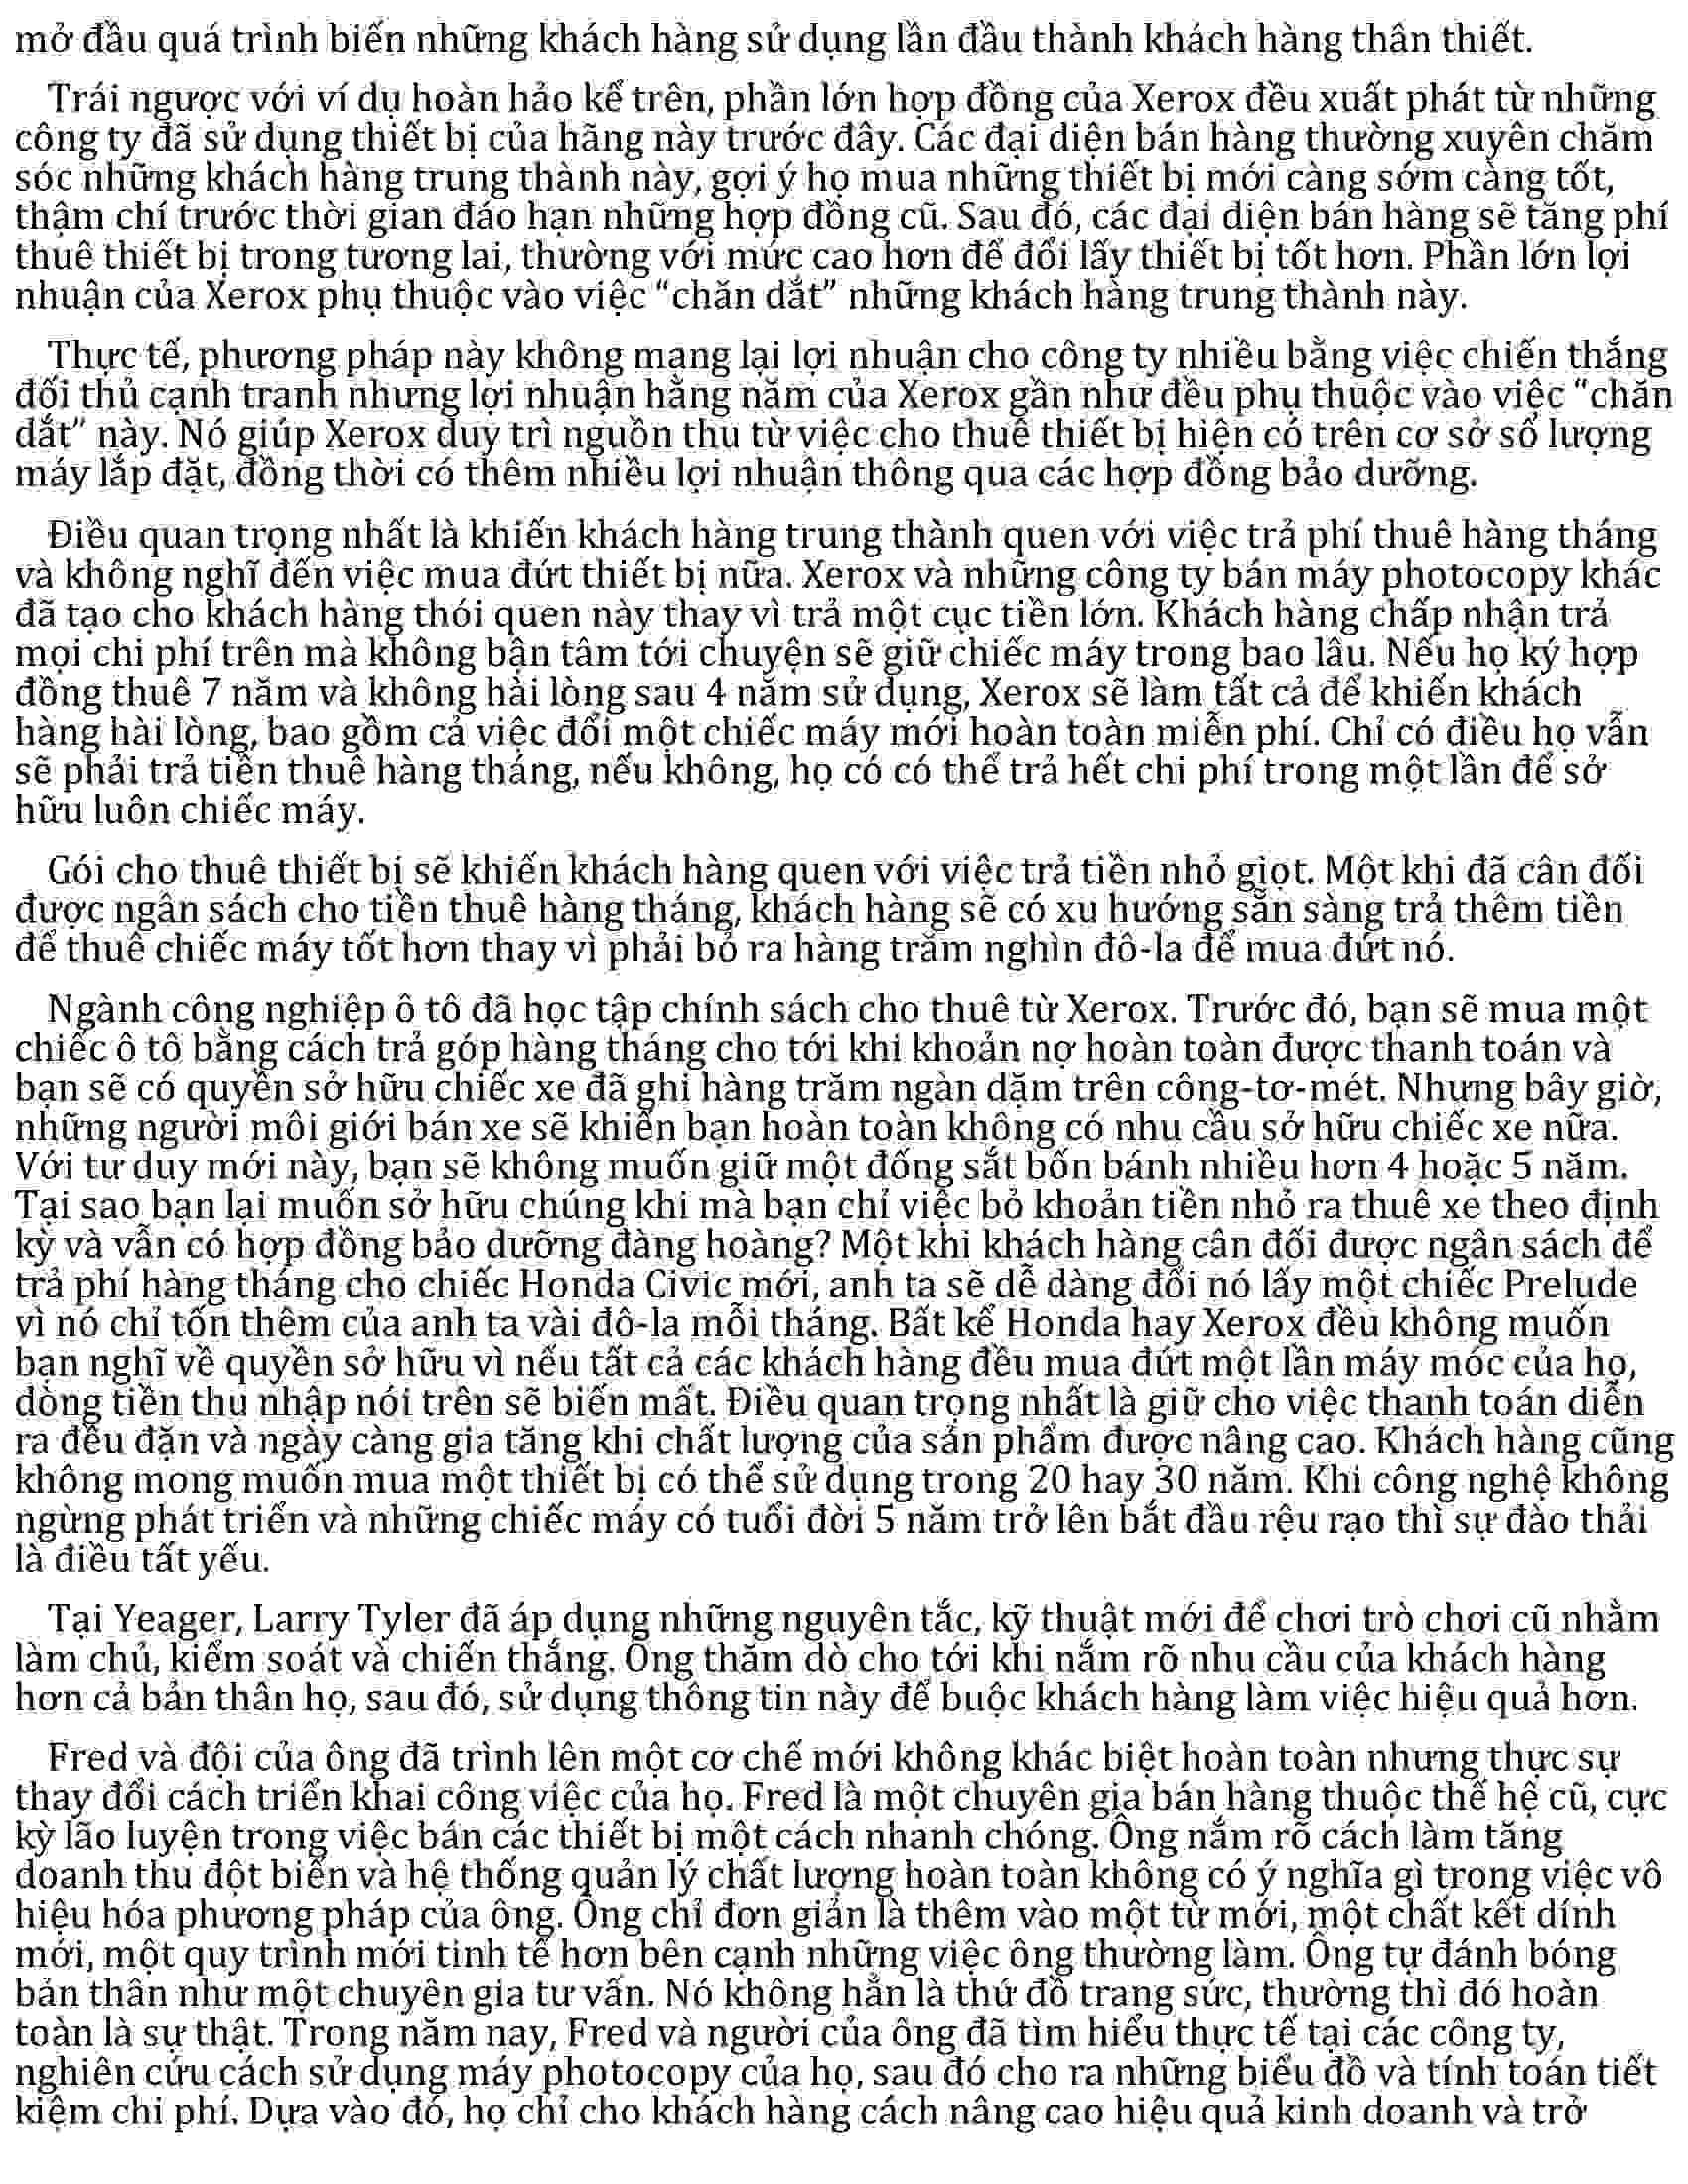 mở đầu quá trình biến những khách hàng sử dụng lần đầu thành khách hàng thân thiết.
Trái ngược với ví dụ hoàn hảo kể trên, phần lớn hợp đồng của Xerox đều xuất phát từ những
công ty đã sử dụng thiết bị của hãng này trước đây. Các đại diện bán hàng thường xuyên chăm
sóc những khách hàng trung thành này, gợi ý họ mua những thiết bị mới càng sớm càng tốt,
thậm chí trước thời gian đáo hạn những hợp đồng cũ. Sau đó, các đại diện bán hàng sẽ tăng phí
thuê thiết bị trong tương lai, thường với mức cao hơn để đổi lấy thiết bị tốt hơn. Phần lớn lợi
nhuận của Xerox phụ thuộc vào việc “chăn dắt” những khách hàng trung thành này.
Thực tế, phương pháp này không mang lại lợi nhuận cho công ty nhiều bằng việc chiến thắng
đối thủ cạnh tranh nhưng lợi nhuận hằng năm của Xerox gần như đều phụ thuộc vào việc “chăn
dắt” này. Nó giúp Xerox duy trì nguồn thu từ việc cho thuê thiết bị hiện có trên cơ sở số lượng
máy lắp đặt, đồng thời có thêm nhiều lợi nhuận thông qua các hợp đồng bảo dưỡng.
Điều quan trọng nhất là khiến khách hàng trung thành quen với việc trả phí thuê hàng tháng
và không nghĩ đến việc mua đứt thiết bị nữa. Xerox và những công ty bán máy photocopy khác
đã tạo cho khách hàng thói quen này thay vì trả một cục tiền lớn. Khách hàng chấp nhận trả
mọi chi phí trên mà không bận tâm tới chuyện sẽ giữ chiếc máy trong bao lâu. Nếu họ ký hợp
đồng thuê 7 năm và không hài lòng sau 4 năm sử dụng, Xerox sẽ làm tất cả để khiến khách
hàng hài lòng, bao gồm cả việc đổi một chiếc máy mới hoàn toàn miễn phí. Chỉ có điều họ vẫn
sẽ phải trả tiền thuê hàng tháng, nếu không, họ có có thể trả hết chi phí trong một lần để sở
hữu luôn chiếc máy.
Gói cho thuê thiết bị sẽ khiến khách hàng quen với việc trả tiền nhỏ giọt. Một khi đã cân đối
được ngân sách cho tiền thuê hàng tháng, khách hàng sẽ có xu hướng sẵn sàng trả thêm tiền
để thuê chiếc máy tốt hơn thay vì phải bỏ ra hàng trăm nghìn đô-la để mua đứt nó.
Ngành công nghiệp ô tô đã học tập chính sách cho thuê từ Xerox. Trước đó, bạn sẽ mua một
chiếc ô tô bằng cách trả góp hàng tháng cho tới khi khoản nợ hoàn toàn được thanh toán và
bạn sẽ có quyền sở hữu chiếc xe đã ghi hàng trăm ngàn dặm trên công-tơ-mét. Nhưng bây giờ,
những người môi giới bán xe sẽ khiến bạn hoàn toàn không có nhu cầu sở hữu chiếc xe nữa.
Với tư duy mới này, bạn sẽ không muốn giữ một đống sắt bốn bánh nhiều hơn 4 hoặc 5 năm.
Tại sao bạn lại muốn sở hữu chúng khi mà bạn chỉ việc bỏ khoản tiền nhỏ ra thuê xe theo định
kỳ và vẫn có hợp đồng bảo dưỡng đàng hoàng? Một khi khách hàng cân đối được ngân sách để
trả phí hàng tháng cho chiếc Honda Civic mới, anh ta sẽ dễ dàng đổi nó lấy một chiếc Prelude
vì nó chỉ tốn thêm của anh ta vài đô-la mỗi tháng. Bất kể Honda hay Xerox đều không muốn
bạn nghĩ về quyền sở hữu vì nếu tất cả các khách hàng đều mua đứt một lần máy móc của họ,
dòng tiền thu nhập nói trên sẽ biến mất. Điều quan trọng nhất là giữ cho việc thanh toán diễn
ra đều đặn và ngày càng gia tăng khi chất lượng của sản phẩm được nâng cao. Khách hàng cũng
không mong muốn mua một thiết bị có thể sử dụng trong 20 hay 30 năm. Khi công nghệ không
ngừng phát triển và những chiếc máy có tuổi đời 5 năm trở lên bắt đầu rệu rạo thì sự đào thải
là điều tất yếu.
Tại Yeager, Larry Tyler đã áp dụng những nguyên tắc, kỹ thuật mới để chơi trò chơi cũ nhằm
làm chủ, kiểm soát và chiến thắng. Ông thăm dò cho tới khi nắm rõ nhu cầu của khách hàng
hơn cả bản thân họ, sau đó, sử dụng thông tin này để buộc khách hàng làm việc hiệu quả hơn.
Fred và đội của ông đã trình lên một cơ chế mới không khác biệt hoàn toàn nhưng thực sự
thay đổi cách triển khai công việc của họ. Fred là một chuyên gia bán hàng thuộc thế hệ cũ, cực
kỳ lão luyện trong việc bán các thiết bị một cách nhanh chóng. Ông nắm rõ cách làm tăng
doanh thu đột biến và hệ thống quản lý chất lượng hoàn toàn không có ý nghĩa gì trong việc vô
hiệu hóa phương pháp của ông. Ông chỉ đơn giản là thêm vào một từ mới, một chất kết dính
mới, một quy trình mới tinh tế hơn bên cạnh những việc ông thường làm. Ông tự đánh bóng
bản thân như một chuyên gia tư vấn. Nó không hẳn là thứ đồ trang sức, thường thì đó hoàn
toàn là sự thật. Trong năm nay, Fred và người của ông đã tìm hiểu thực tế tại các công ty,
nghiên cứu cách sử dụng máy photocopy của họ, sau đó cho ra những biểu đồ và tính toán tiết
kiệm chi phí. Dựa vào đó, họ chỉ cho khách hàng cách nâng cao hiệu quả kinh doanh và trở